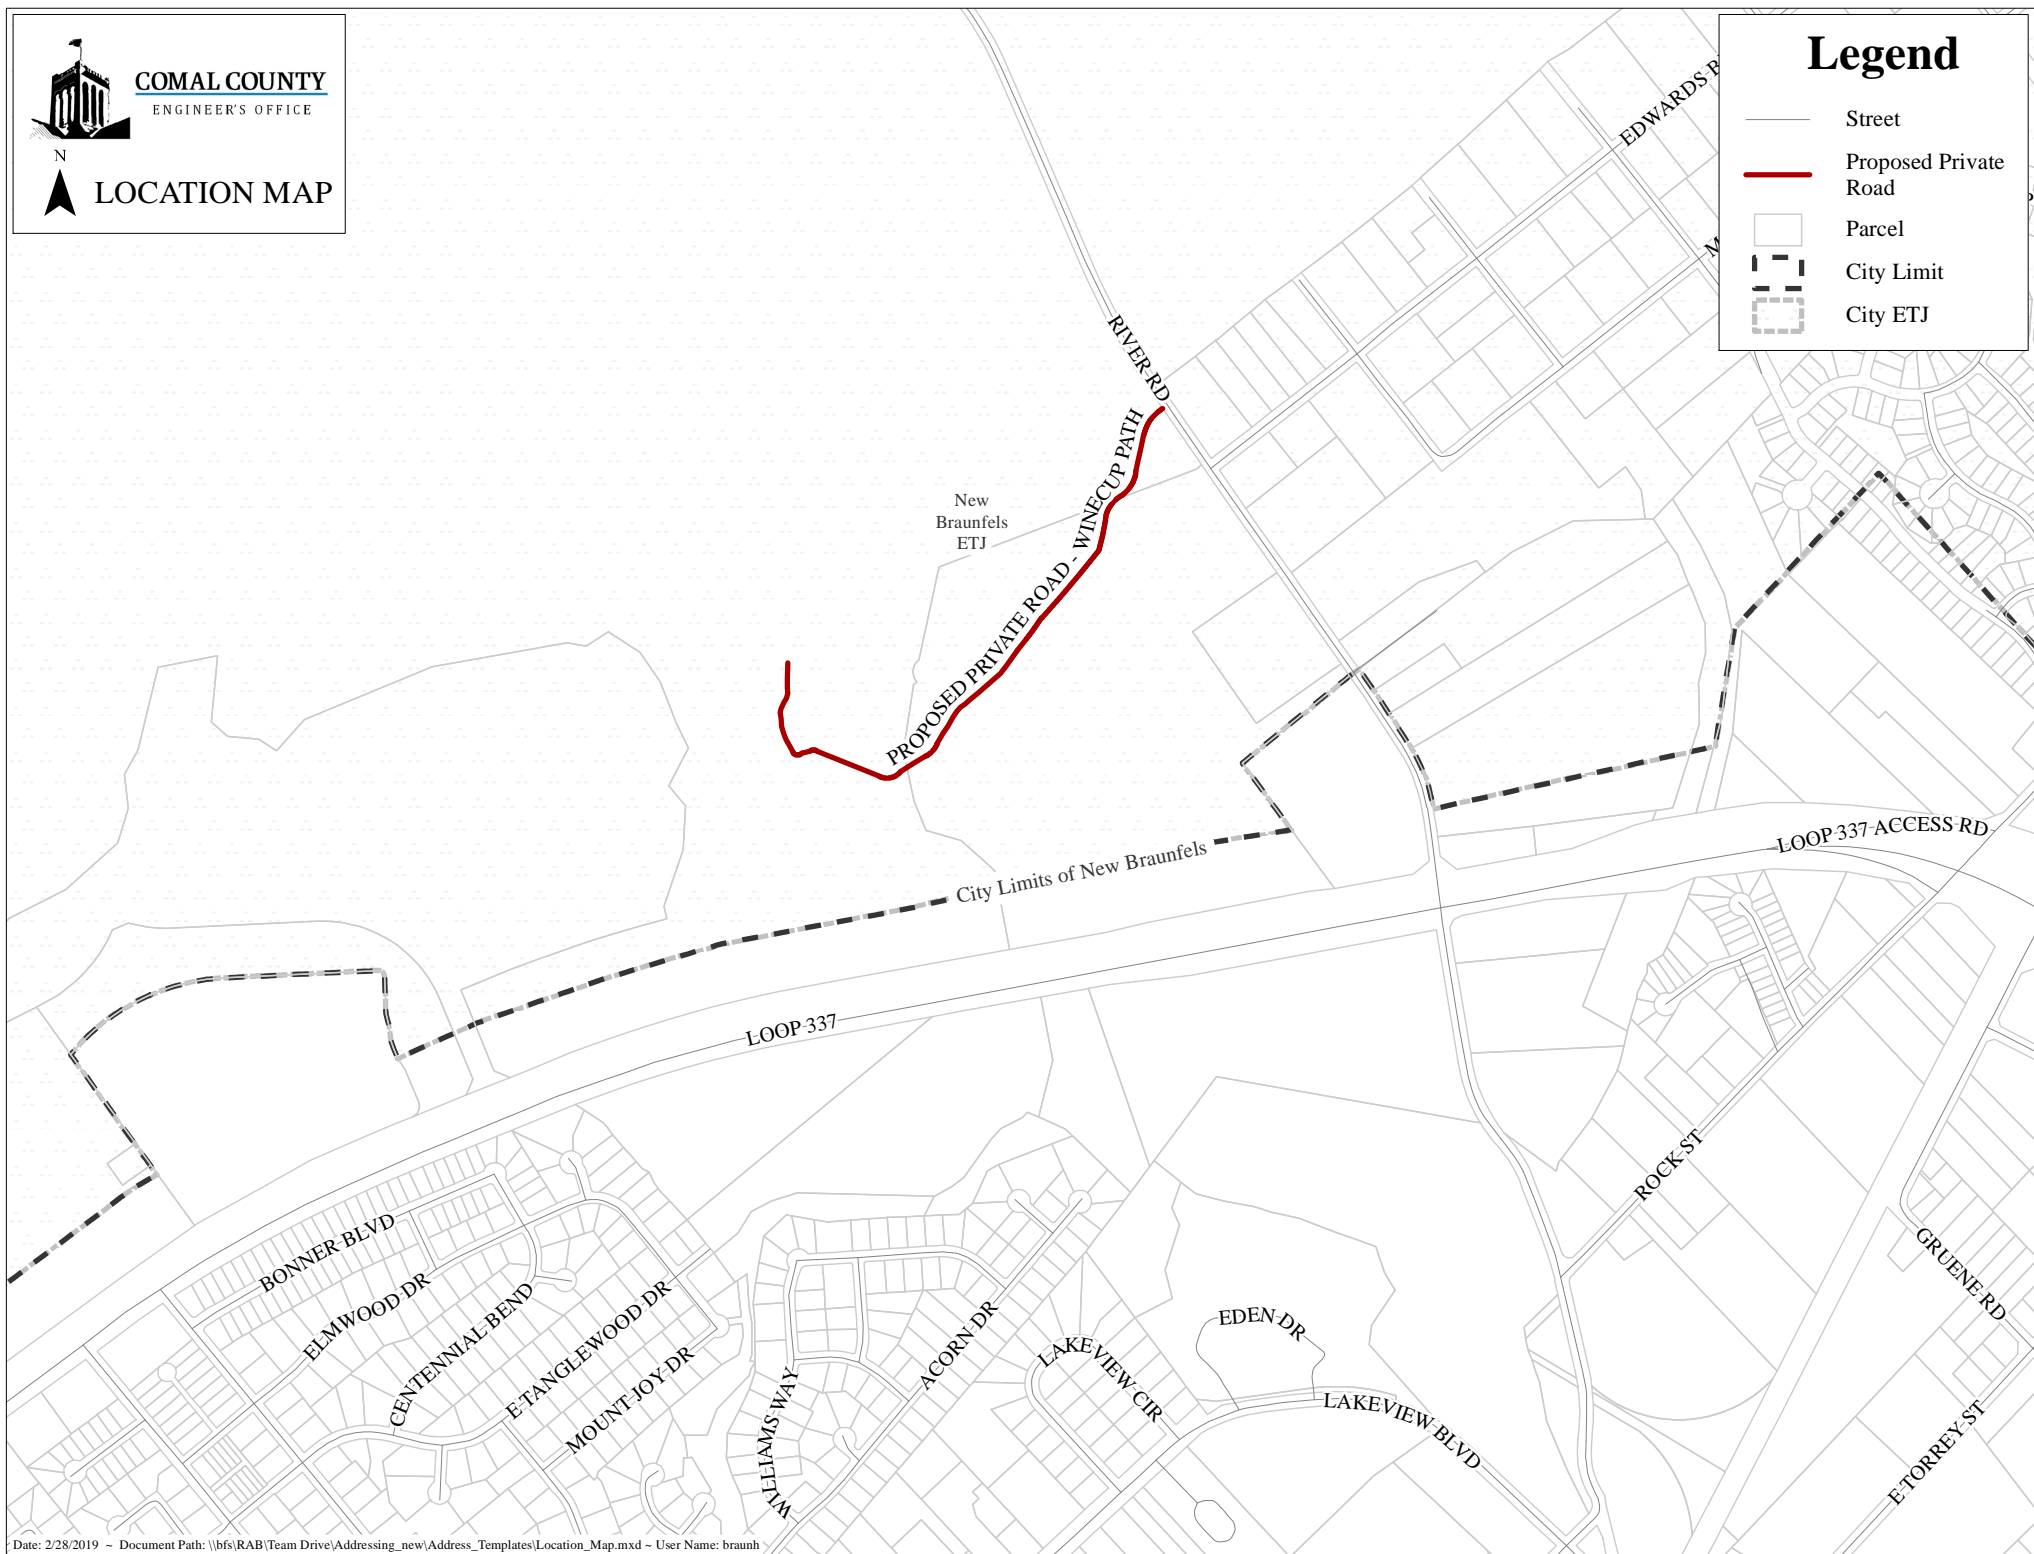 COMAL COUNTY
ENGINEER'S OFFICE
N
LOCATION MAP
Legend
Street
Proposed Private
Road
Parcel
City Limit
City ETJ
RIVER RD
PROPOSED PRIVATE ROAD - WINECUP PATH
New
Braunfels
ETJ
City Limits of New Braunfels
LOOP 337 ACCESS RD
LOOP 337
ROCK ST
GRUENE RD
BONNER BLVD
ELMWOOD DR
CENTENNIAL BEND
E TANGLEWOOD DR
MOUNT JOY DR
WILLIAMS WAY
ACORN DR
LAKEVIEW CIR
EDEN DR
LAKEVIEW BLVD
E TORREY ST
Date: 2/28/2019 ~ Document Path: \\bfs\RAB\Team Drive\Addressing_new\Address_Templates\Location_Map.mxd ~ User Name: braunh